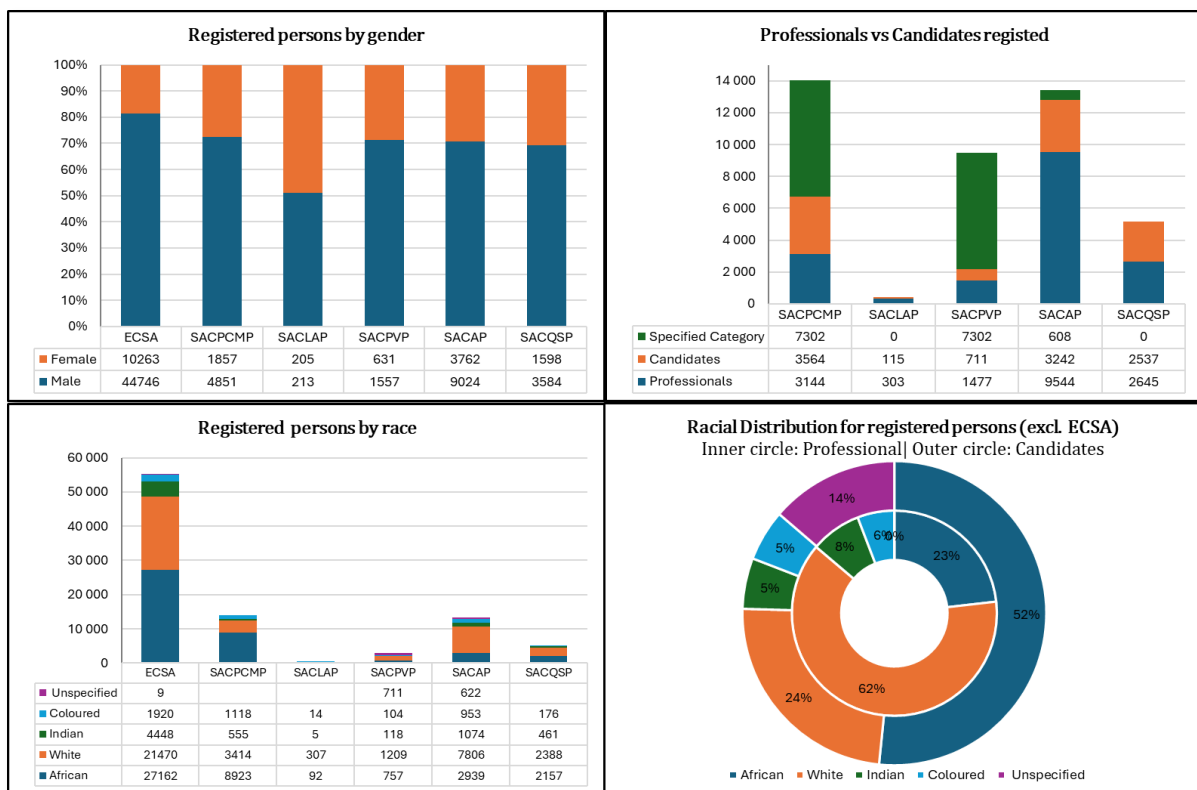 Registered persons by gender
100%
90%
80%
70%
60%
50%
40%
30%
20%
10%
0%
ECSA SACPCMP SACLAP SACPVP SACAP SACQSP
Female 10263 1857 205 631 3762 1598
Male 44746 4851 213 1557 9024 3584
Professionals vs Candidates registed
14 000
12 000
10 000
8 000
6 000
4 000
2 000
0
SACPCMP SACLAP SACPVP SACAP SACQSP
Specified Category 7302 0 7302 608 0
Candidates 3564 115 711 3242 2537
Professionals 3144 303 1477 9544 2645
Registered persons by race
60 000
50 000
40 000
30 000
20 000
10 000
0
ECSA SACPCMP SACLAP SACPVP SACAP SACQSP
Unspecified 9 711 622
Coloured 1920 1118 14 104 953 176
Indian 4448 555 5 118 1074 461
White 21470 3414 307 1209 7806 2388
African 27162 8923 92 757 2939 2157
Racial Distribution for registered persons (excl. ECSA)
Inner circle: Professional| Outer circle: Candidates
14%
5%
6%
0%
8%
23%
5%
52%
62%
24%
African White Indian Coloured Unspecified